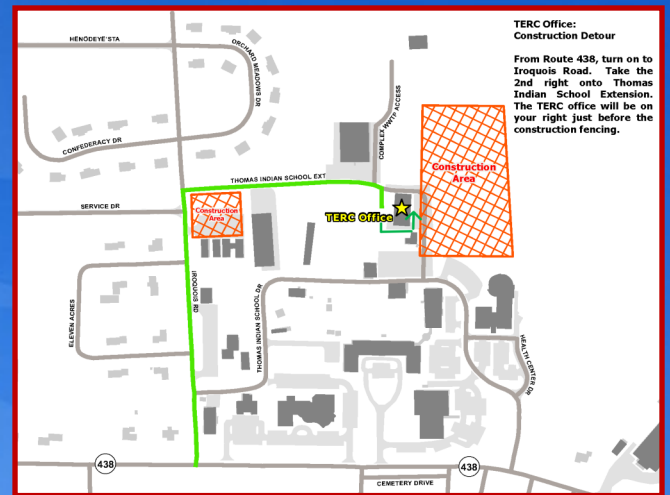 TERC Office:
Construction Detour
From Route 438, turn on to
Iroquois Road. Take the
2nd right onto Thomas
Indian School Extension.
The TERC office will be on
your right just before the
construction fencing.
HENODEYE'STA
ORCHARD MEADOWS DR
CONFEDERACY DR
COMPLEX WWTP ACCESS
THOMAS INDIAN SCHOOL EXT
Construction
Area
SERVICE DR
Construction
Area
TERC Office
IROQUOIS RD
ELEVEN ACRES
THOMAS INDIAN SCHOOL DR
HEALTH CENTER DR
438
438
CEMETERY DRIVE